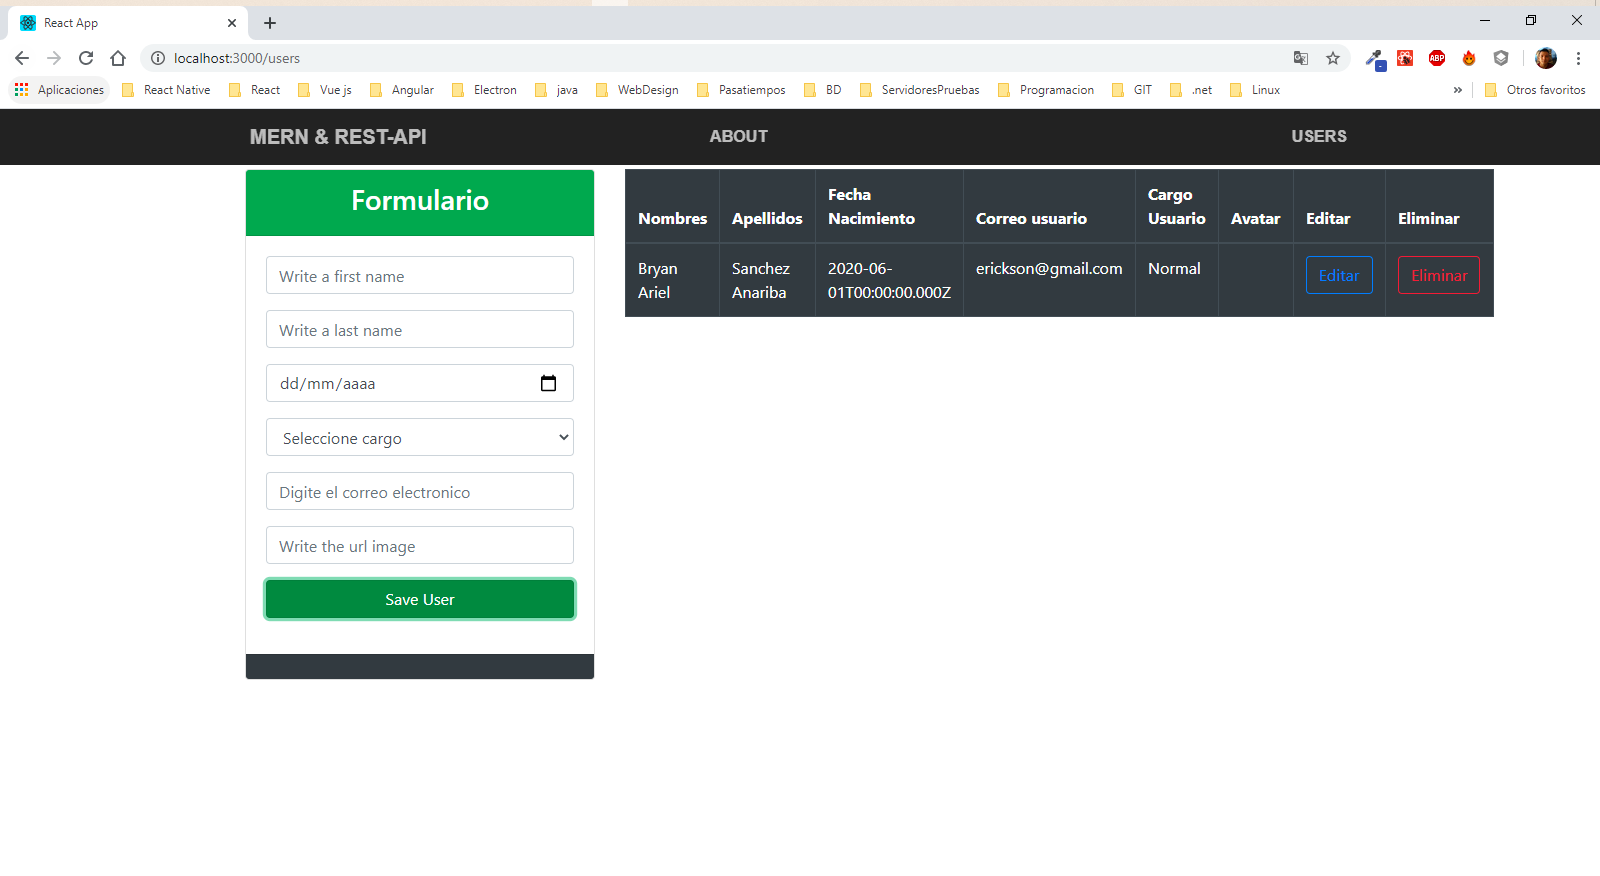 React App
localhost:3000/users
ABP
Aplicaciones
React Native
React
Vue js
Angular
Electron
java
WebDesign
Pasatiempos
BD
ServidoresPruebas
Programacion
GIT
.net
Linux
»
Otros favoritos
MERN & REST-API
ABOUT
USERS
Formulario
Write a first name
Write a last name
dd/mm/aaaa
Seleccione cargo
Digite el correo electronico
Write the url image
Save User
Nombres
Apellidos
Fecha
Nacimiento
Correo usuario
Cargo
Usuario
Avatar
Editar
Eliminar
Bryan
Ariel
Sanchez
Anariba
2020-06-
01T00:00:00.000Z
erickson@gmail.com
Normal
Editar
Eliminar